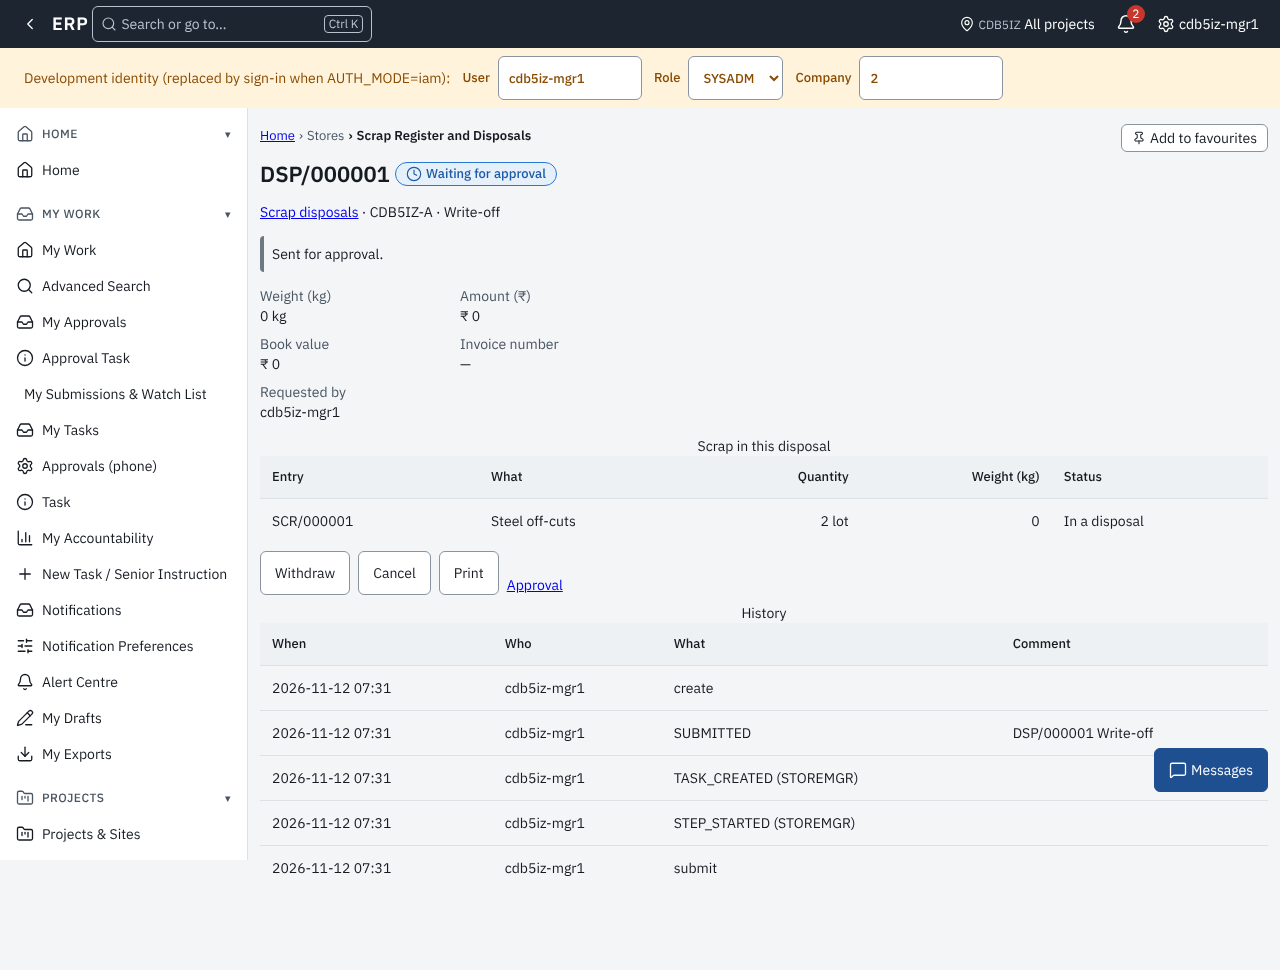 ERP
Search or go to...
Ctrl K
CDB5IZ All projects
2
cdb5iz-mgr1
Development identity (replaced by sign-in when AUTH_MODE=iam):
User
cdb5iz-mgr1
Role
SYSADM
Company
2
HOME
Home
MY WORK
My Work
Advanced Search
My Approvals
Approval Task
My Submissions & Watch List
My Tasks
Approvals (phone)
Task
My Accountability
New Task / Senior Instruction
Notifications
Notification Preferences
Alert Centre
My Drafts
My Exports
PROJECTS
Projects & Sites
Home › Stores › Scrap Register and Disposals
Add to favourites
DSP/000001
Waiting for approval
Scrap disposals · CDB5IZ-A · Write-off
Sent for approval.
Weight (kg)
0 kg
Amount (₹)
₹ 0
Book value
₹ 0
Invoice number
—
Requested by
cdb5iz-mgr1
Scrap in this disposal
Entry What Quantity Weight (kg) Status
SCR/000001 Steel off-cuts 2 lot 0 In a disposal
Withdraw
Cancel
Print
Approval
History
When Who What Comment
2026-11-12 07:31 cdb5iz-mgr1 create
2026-11-12 07:31 cdb5iz-mgr1 SUBMITTED DSP/000001 Write-off
2026-11-12 07:31 cdb5iz-mgr1 TASK_CREATED (STOREMGR)
2026-11-12 07:31 cdb5iz-mgr1 STEP_STARTED (STOREMGR)
2026-11-12 07:31 cdb5iz-mgr1 submit
Messages